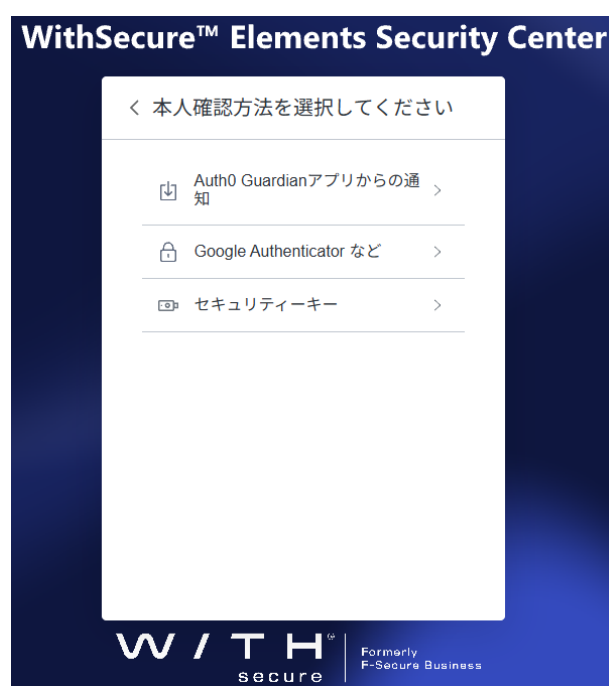 WithSecure™ Elements Security Center
本人確認方法を選択してください
Auth0 Guardianアプリからの通
知
Google Authenticator など
セキュリティーキー
W / T H®
secure
Formerly
F-Secure Business